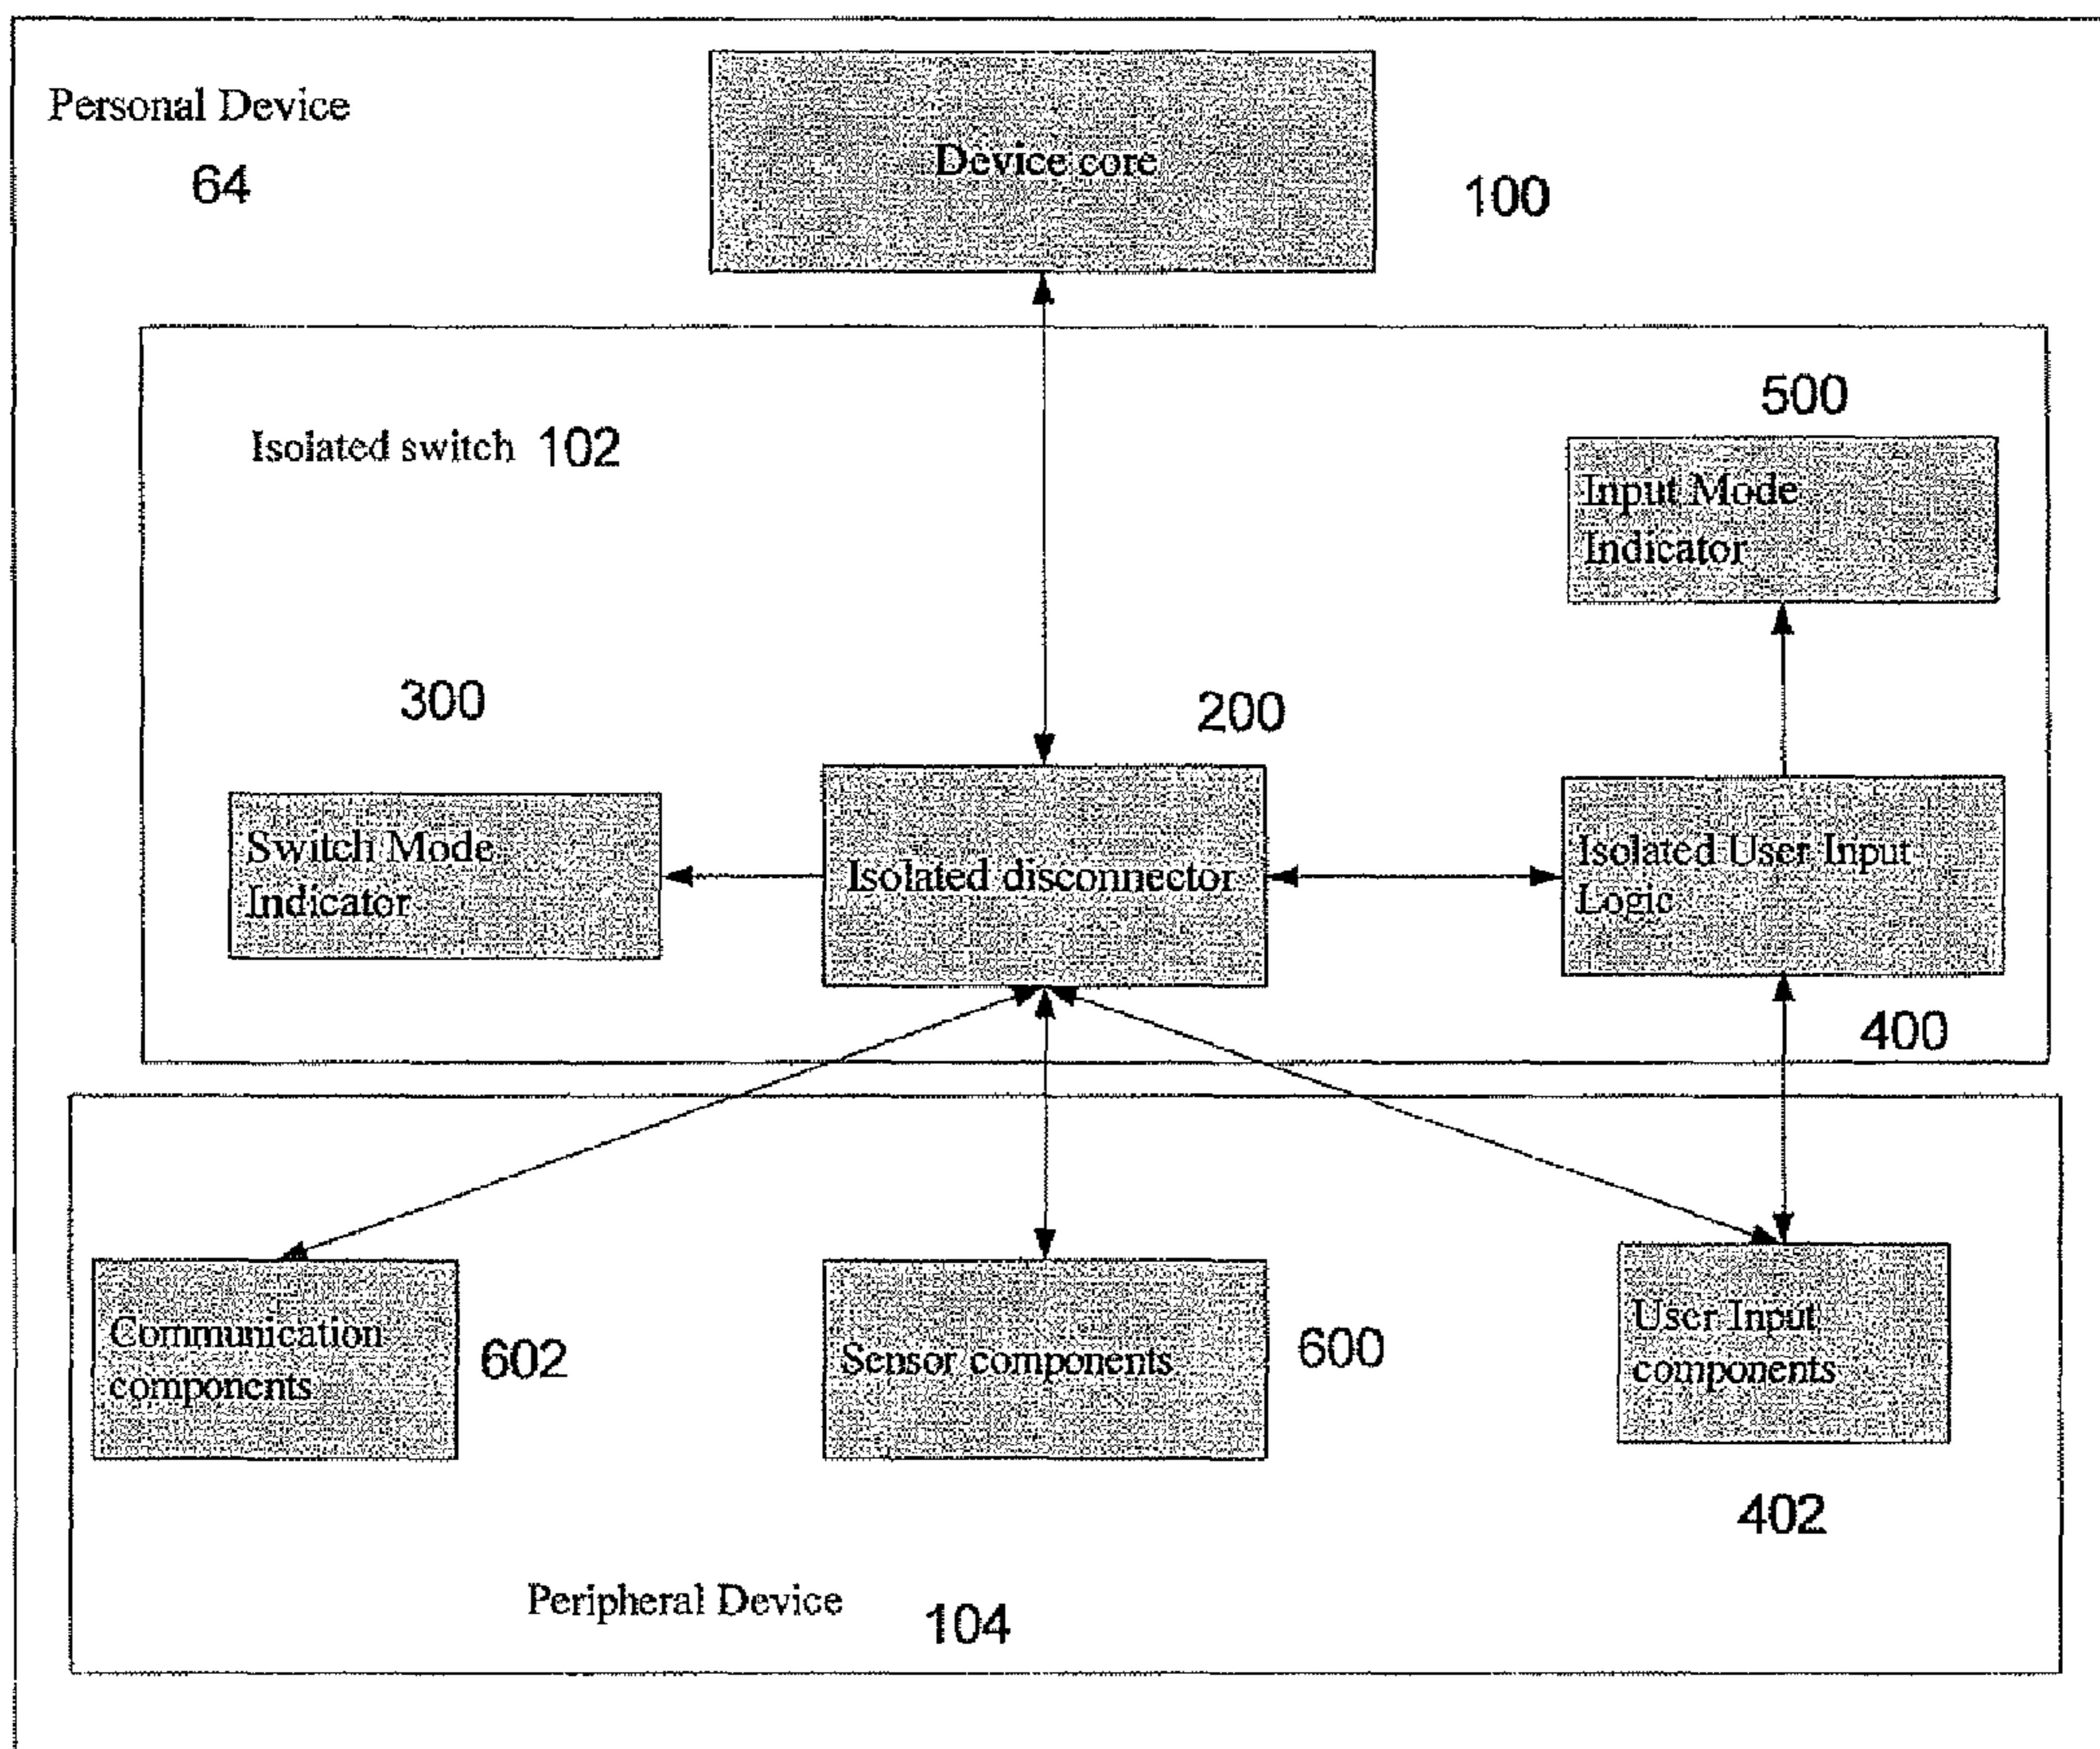 Personal Device
64
Device core
100
Isolated switch 102
500
Input Mode
Indicator
300
200
Switch Mode
Indicator
Isolated disconnector
Isolated User Input
Logic
400
Communication
components
602
Sensor components
600
User Input
components
402
Peripheral Device
104